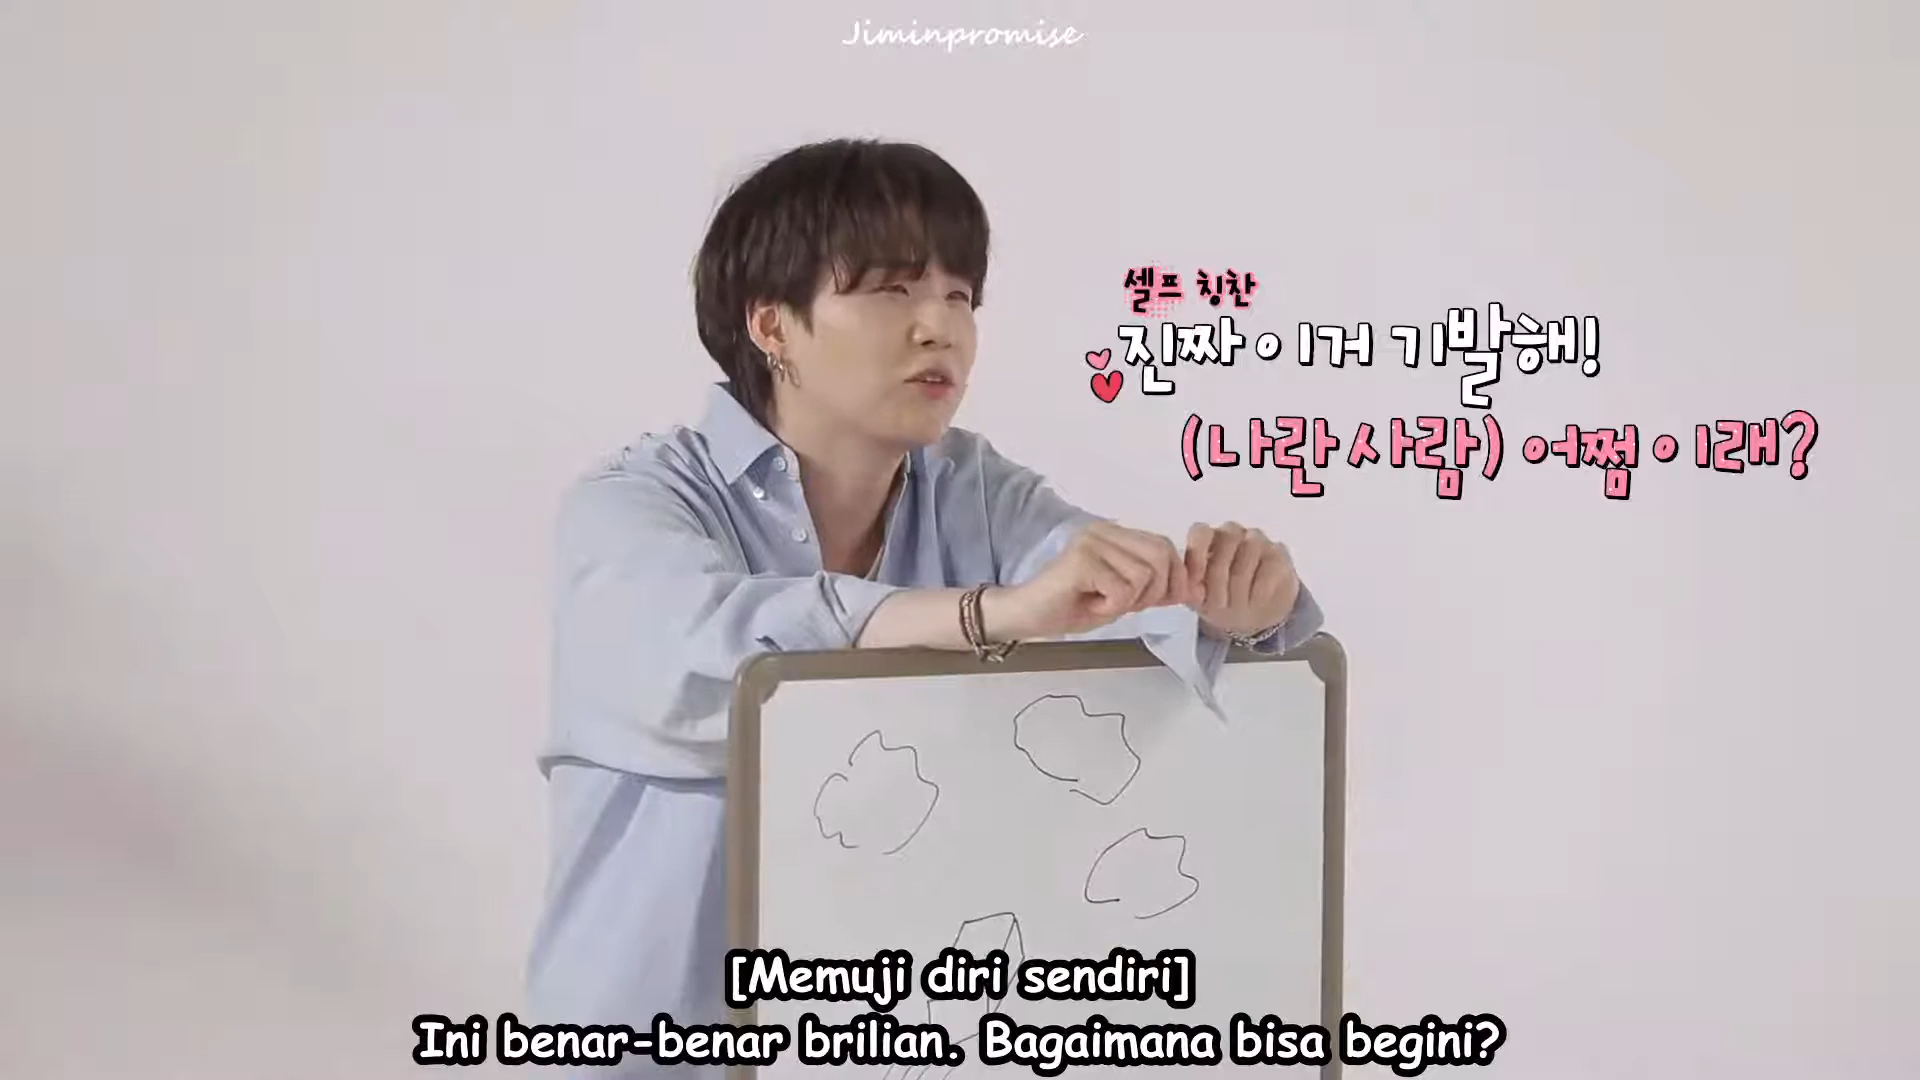 Jiminpromise
셀프 칭찬
진짜 이거 기발해!
(나란 사람) 어쩜 이래?
[Memuji diri sendiri]
Ini benar-benar brilian. Bagaimana bisa begini?